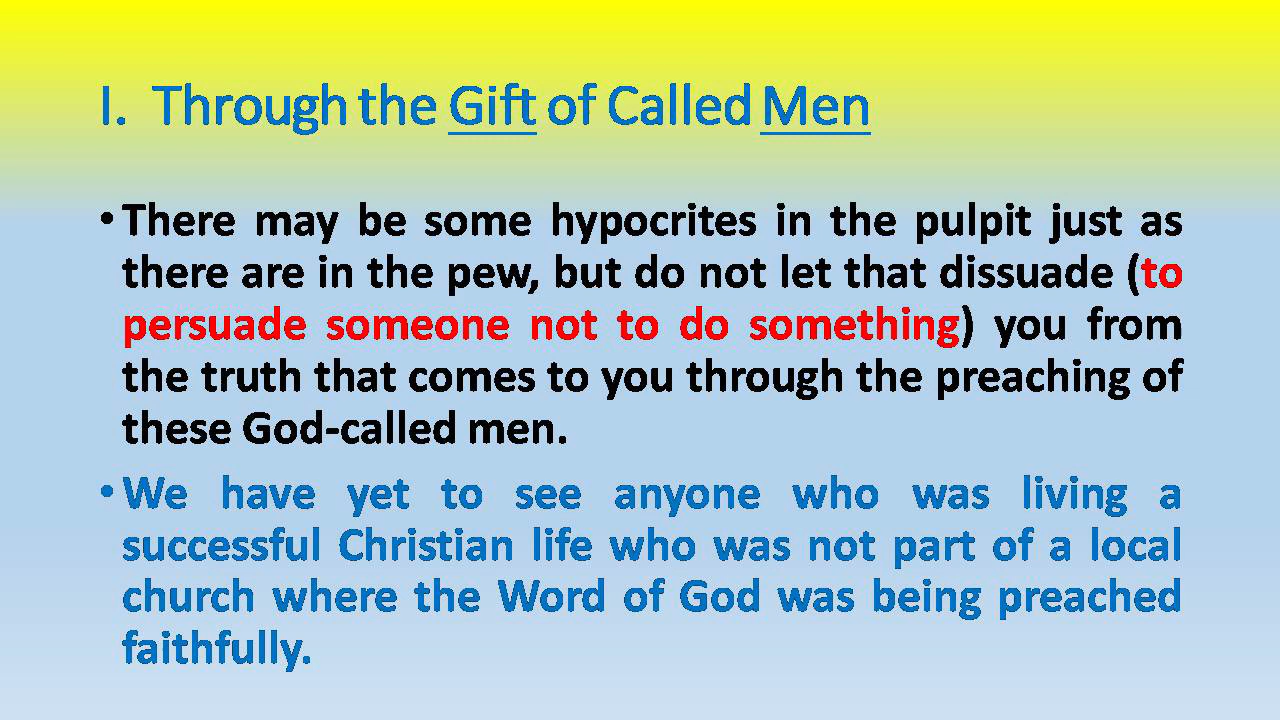 I. Through the Gift of Called Men
• There may be some hypocrites in the pulpit just as
there are in the pew, but do not let that dissuade (to
persuade someone not to do something) you from
the truth that comes to you through the preaching of
these God-called men.
• We have yet to see anyone who was living a
successful Christian life who was not part of a local
church where the Word of God was being preached
faithfully.